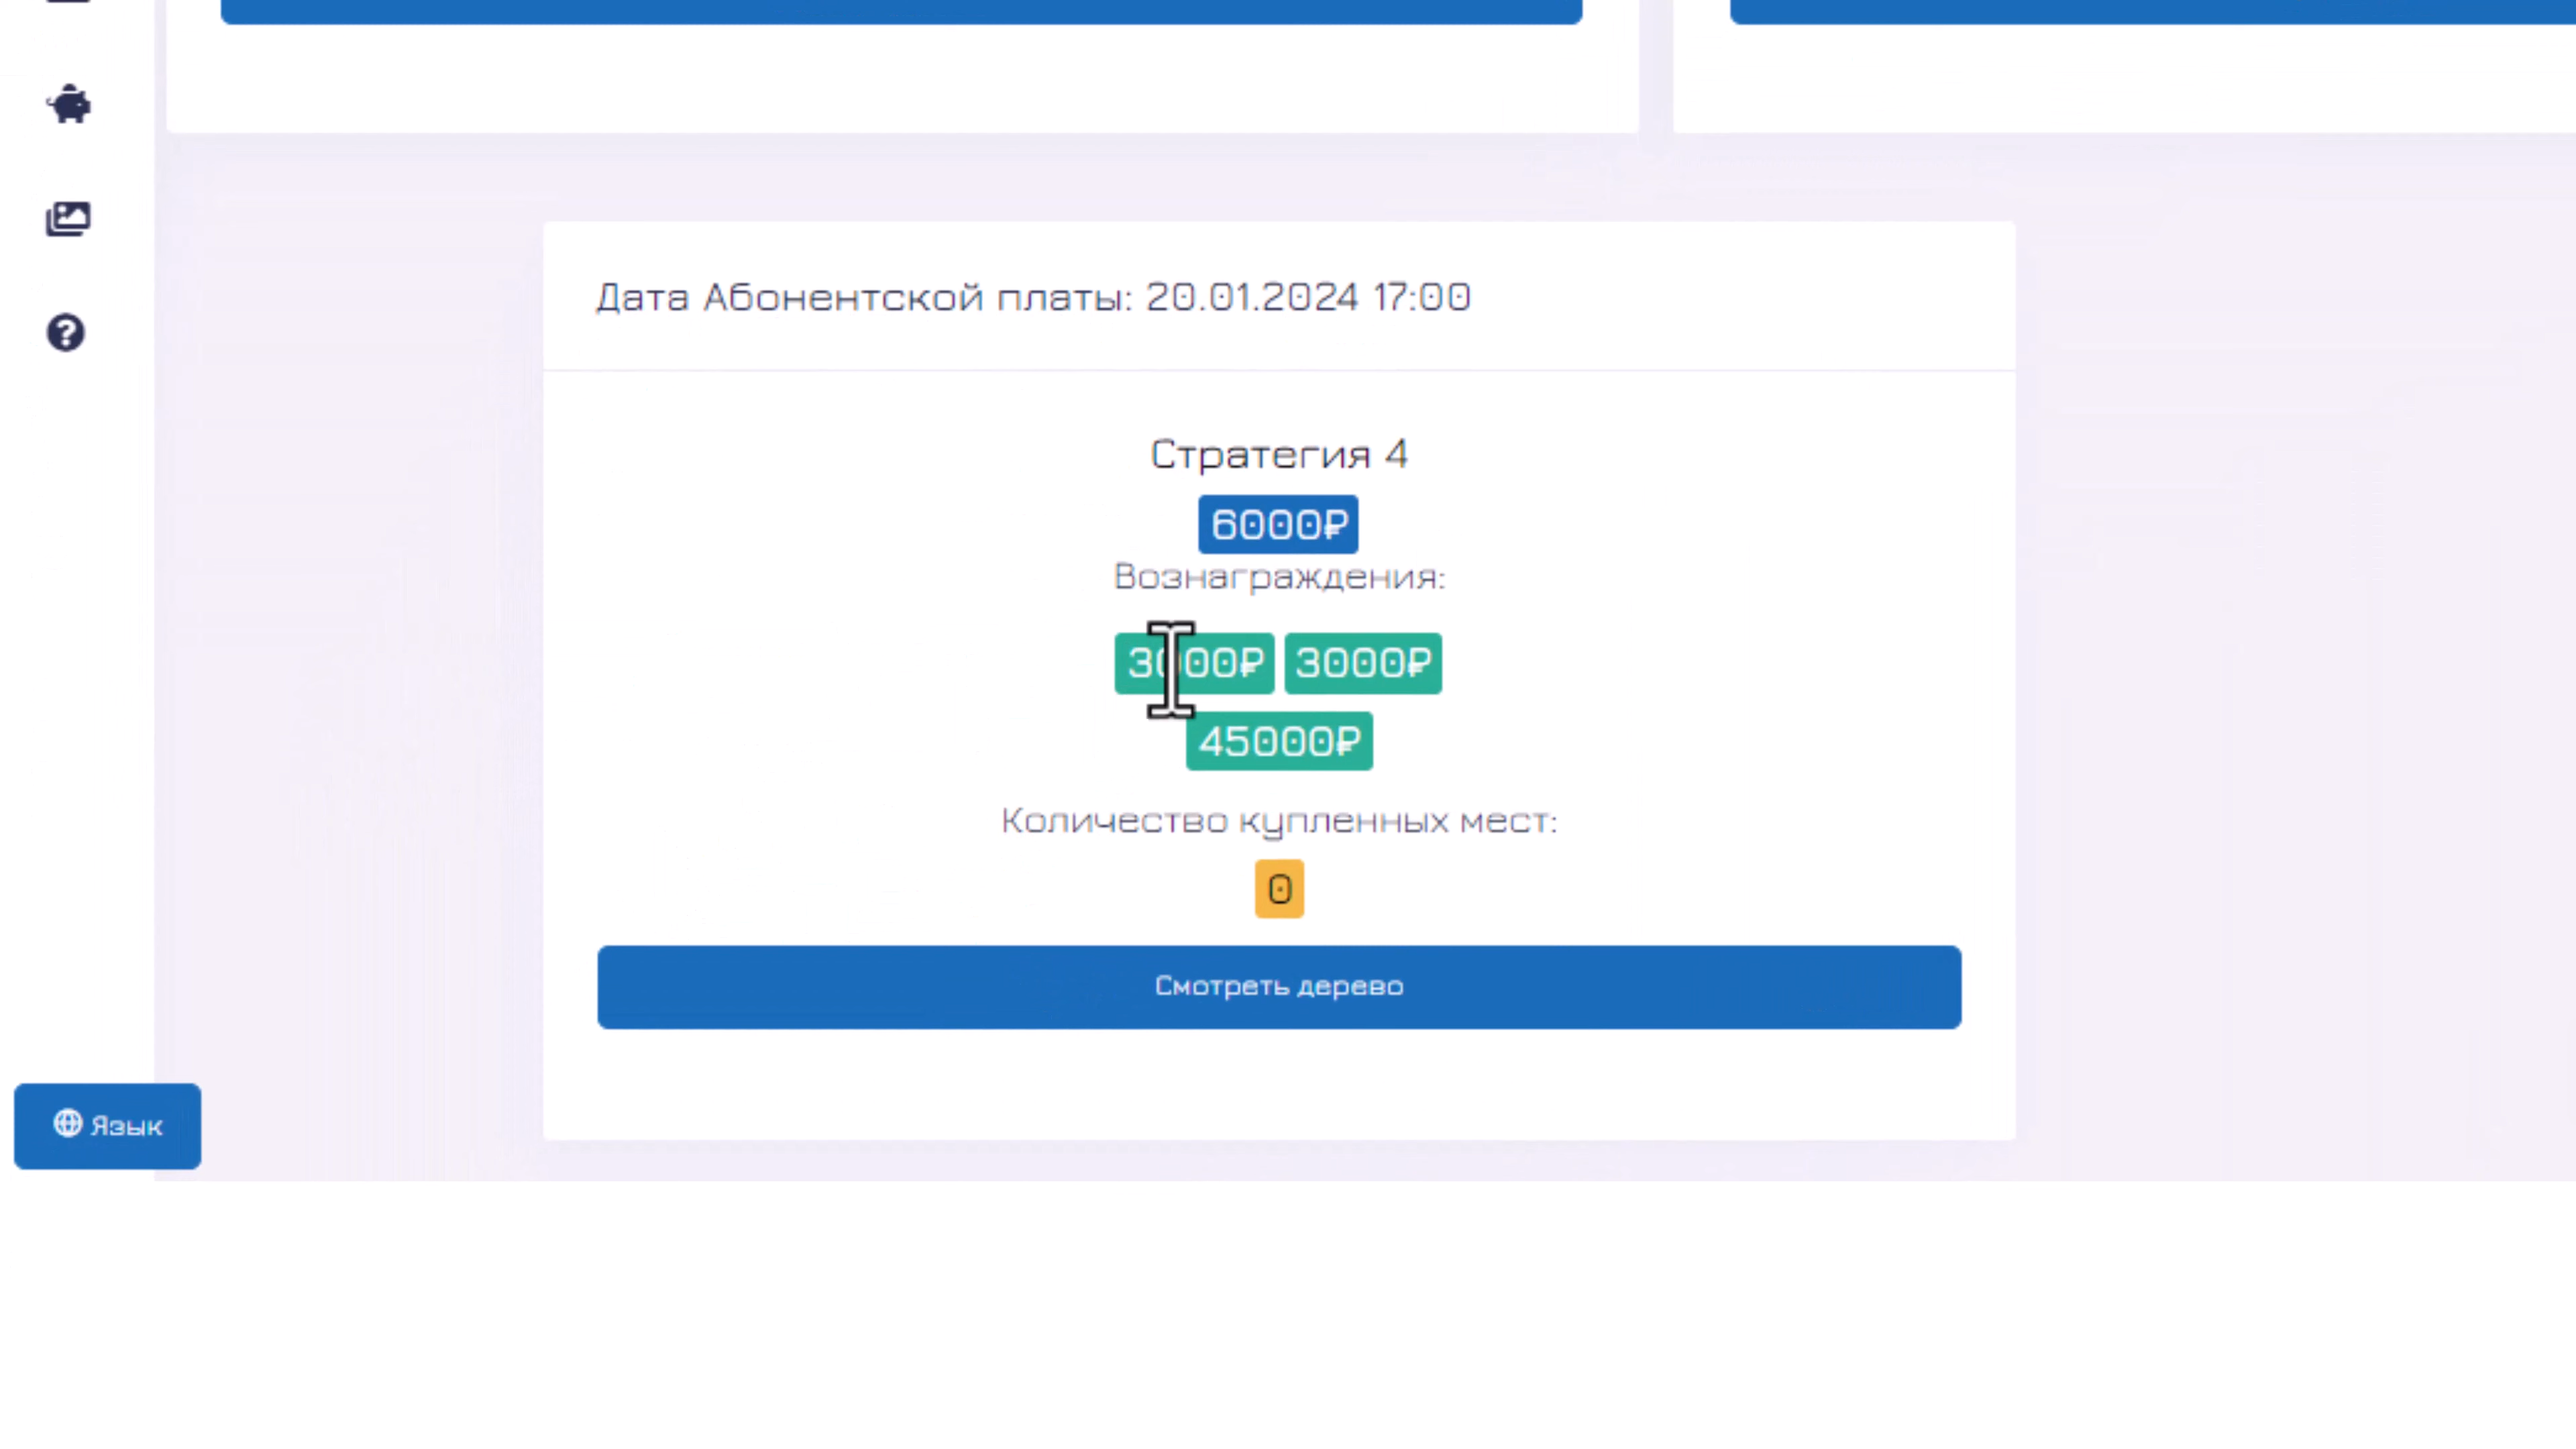 Дата Абонентской платы: 20.01.2024 17:00
Стратегия 4
6000₽
Вознаграждения:
3000₽ 3000₽
45000₽
Количество купленных мест:
0
Смотреть дерево
Язык